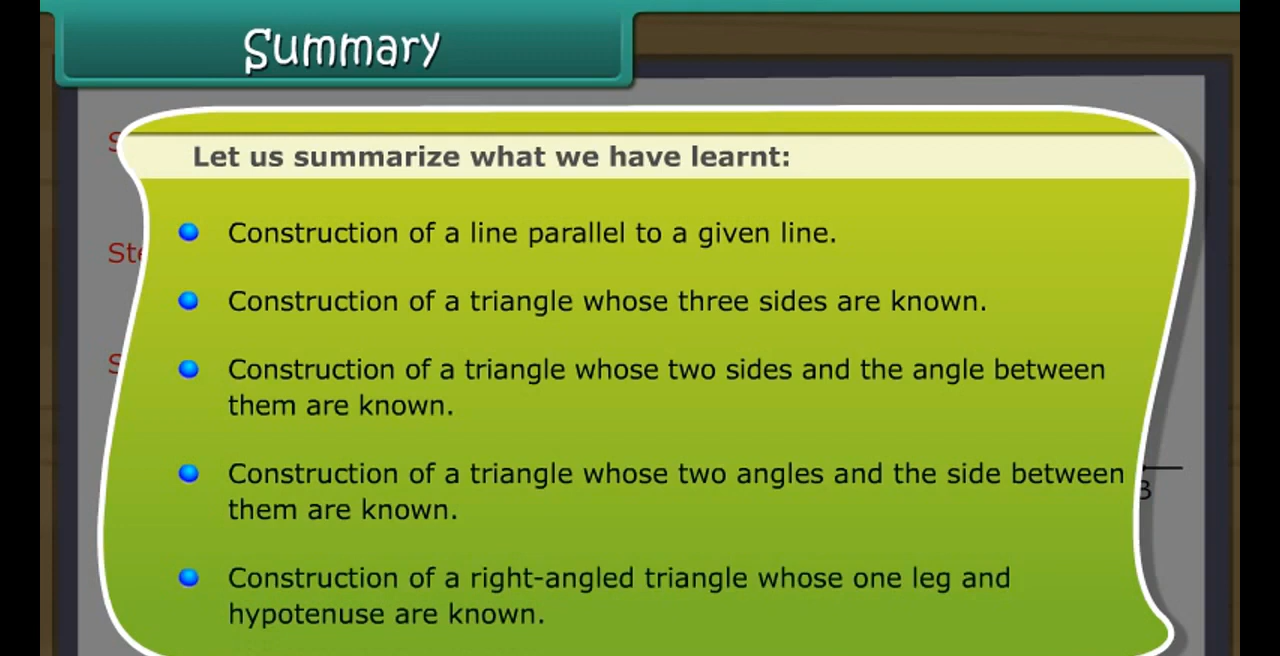 Summary
Let us summarize what we have learnt:
Construction of a line parallel to a given line.
Construction of a triangle whose three sides are known.
Construction of a triangle whose two sides and the angle between
them are known.
Construction of a triangle whose two angles and the side between
them are known.
B
Construction of a right-angled triangle whose one leg and
hypotenuse are known.